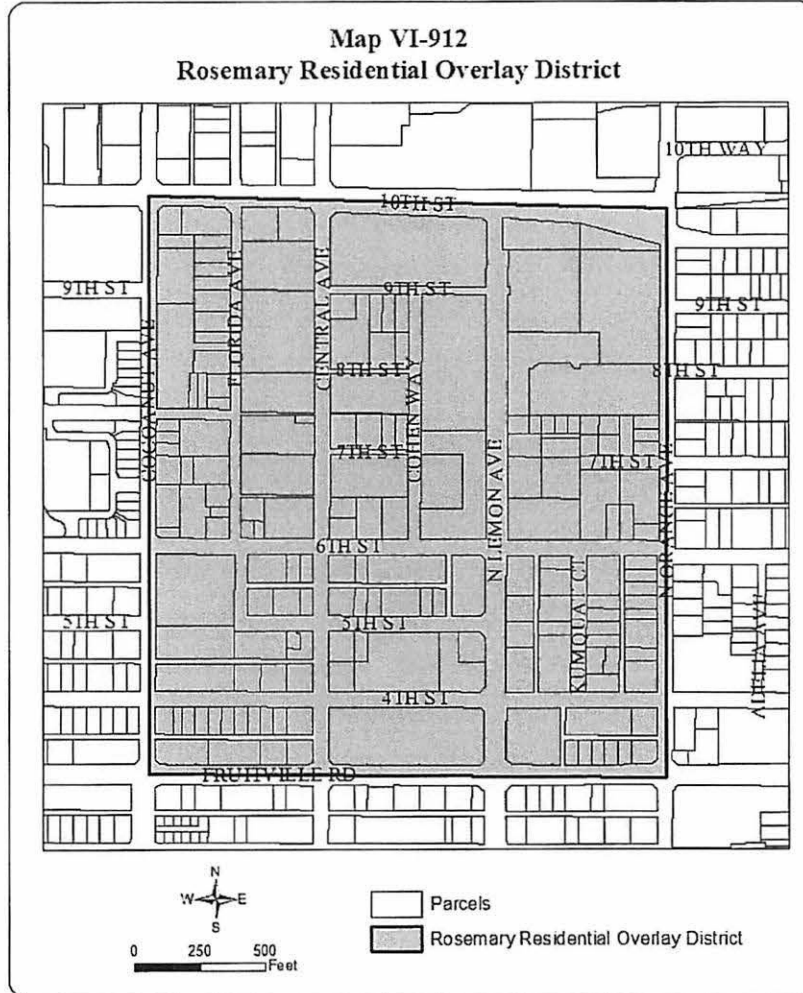 Map VI-912
Rosemary Residential Overlay District
10TH WAY
10TH ST
9TH ST
9TH ST
9TH ST
COCOANUT AVE
FLORIDA AVE
CENTRAL AVE
8TH ST
8TH ST
COHEN WAY
7TH ST
7TH ST
N LEMON AVE
N ORANGE AVE
6TH ST
KUMQUAT CT
5TH ST
5TH ST
4TH ST
FRUITVILLE RD
N
W
E
S
0 250 500
Feet
Parcels
Rosemary Residential Overlay District